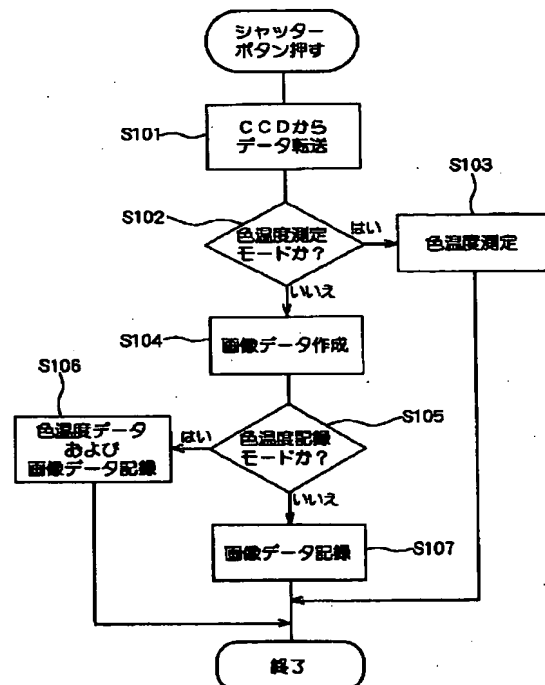 シャッター
ボタン押す
S101
CCDから
データ転送
S102
色温度測定
モードか?
はい
S103
色温度測定
いいえ
S104
画像データ作成
S105
色温度記録
モードか?
はい
S106
色温度データ
および
画像データ記録
いいえ
S107
画像データ記録
終了